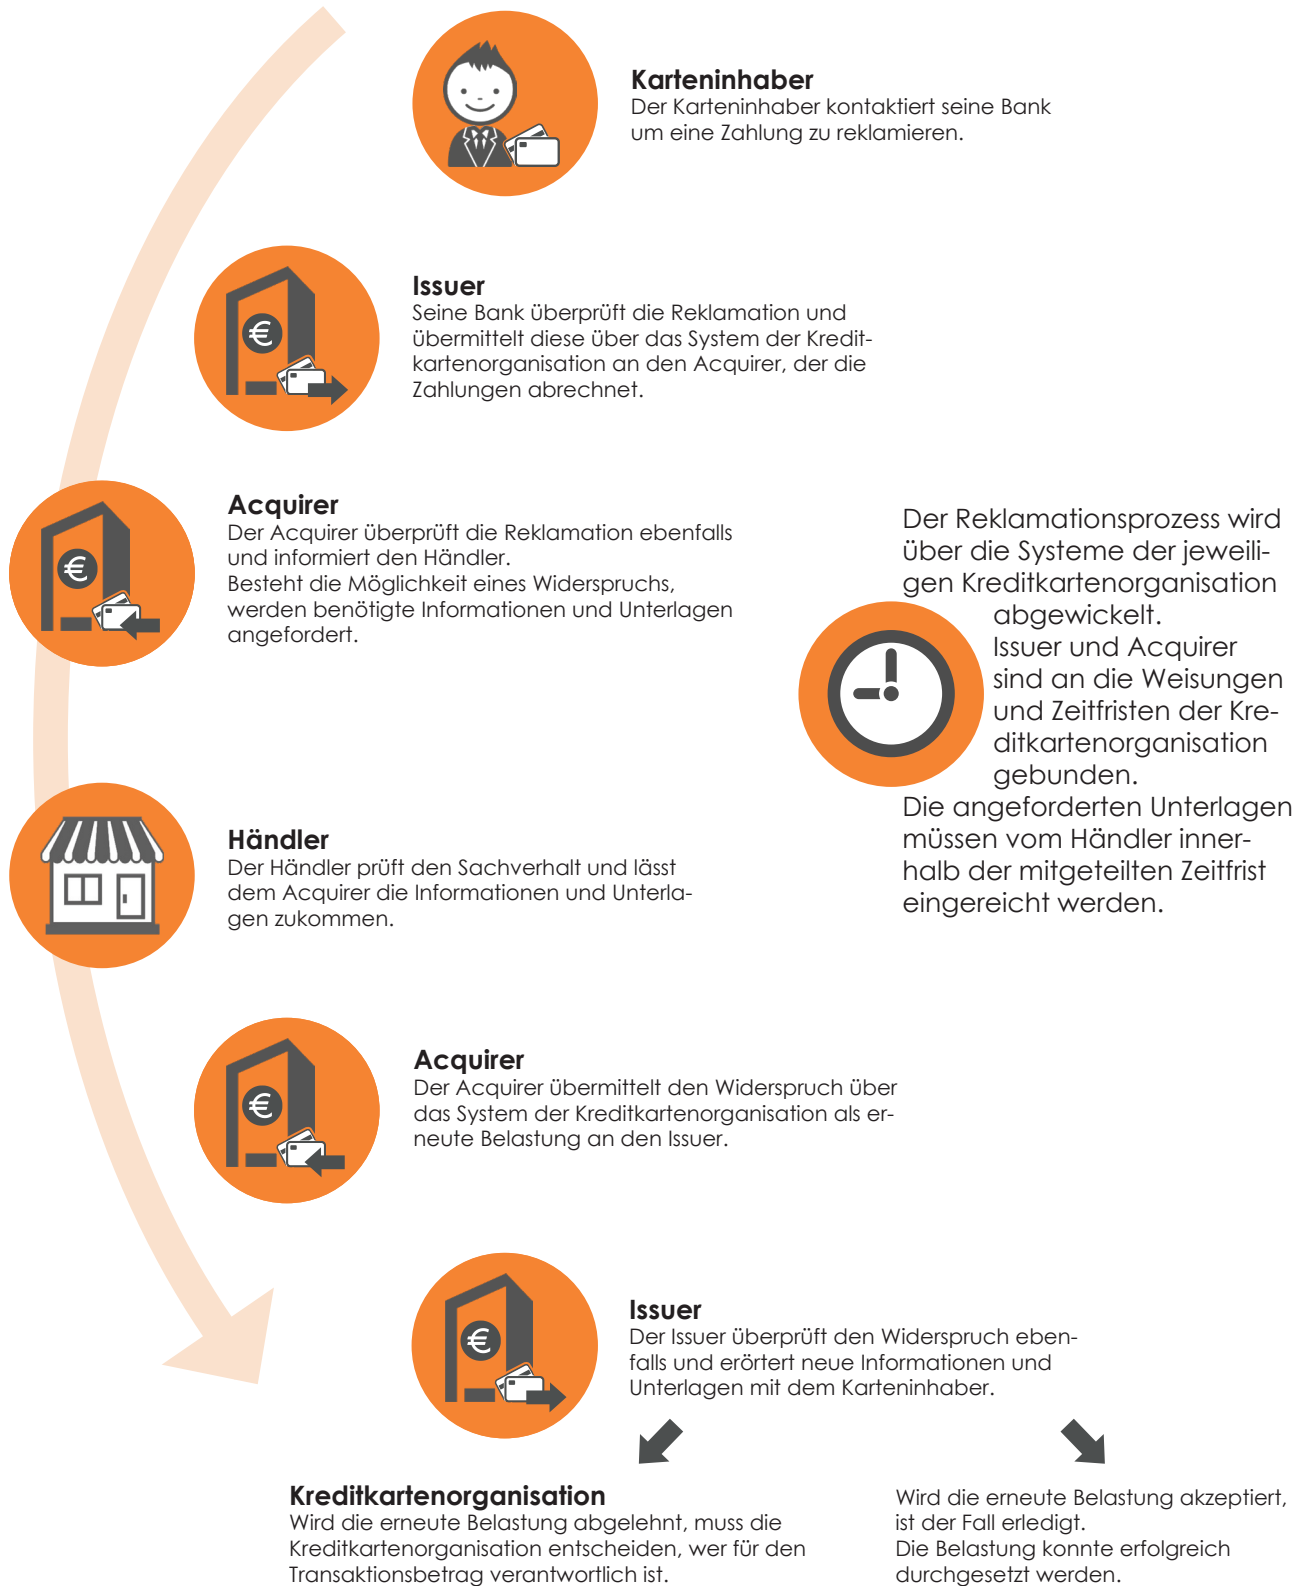 Karteninhaber
Der Karteninhaber kontaktiert seine Bank
um eine Zahlung zu reklamieren.
Issuer
Seine Bank überprüft die Reklamation und
übermittelt diese über das System der Kredit-
kartenorganisation an den Acquirer, der die
Zahlungen abrechnet.
Acquirer
Der Acquirer überprüft die Reklamation ebenfalls
und informiert den Händler.
Besteht die Möglichkeit eines Widerspruchs,
werden benötigte Informationen und Unterlagen
angefordert.
Der Reklamationsprozess wird
über die Systeme der jeweili-
gen Kreditkartenorganisation
abgewickelt.
Issuer und Acquirer
sind an die Weisungen
und Zeitfristen der Kre-
ditkartenorganisation
gebunden.
Die angeforderten Unterlagen
müssen vom Händler inner-
halb der mitgeteilten Zeitfrist
eingereicht werden.
Händler
Der Händler prüft den Sachverhalt und lässt
dem Acquirer die Informationen und Unterla-
gen zukommen.
Acquirer
Der Acquirer übermittelt den Widerspruch über
das System der Kreditkartenorganisation als er-
neute Belastung an den Issuer.
Issuer
Der Issuer überprüft den Widerspruch eben-
falls und erörtert neue Informationen und
Unterlagen mit dem Karteninhaber.
Kreditkartenorganisation
Wird die erneute Belastung abgelehnt, muss die
Kreditkartenorganisation entscheiden, wer für den
Transaktionsbetrag verantwortlich ist.
Wird die erneute Belastung akzeptiert,
ist der Fall erledigt.
Die Belastung konnte erfolgreich
durchgesetzt werden.